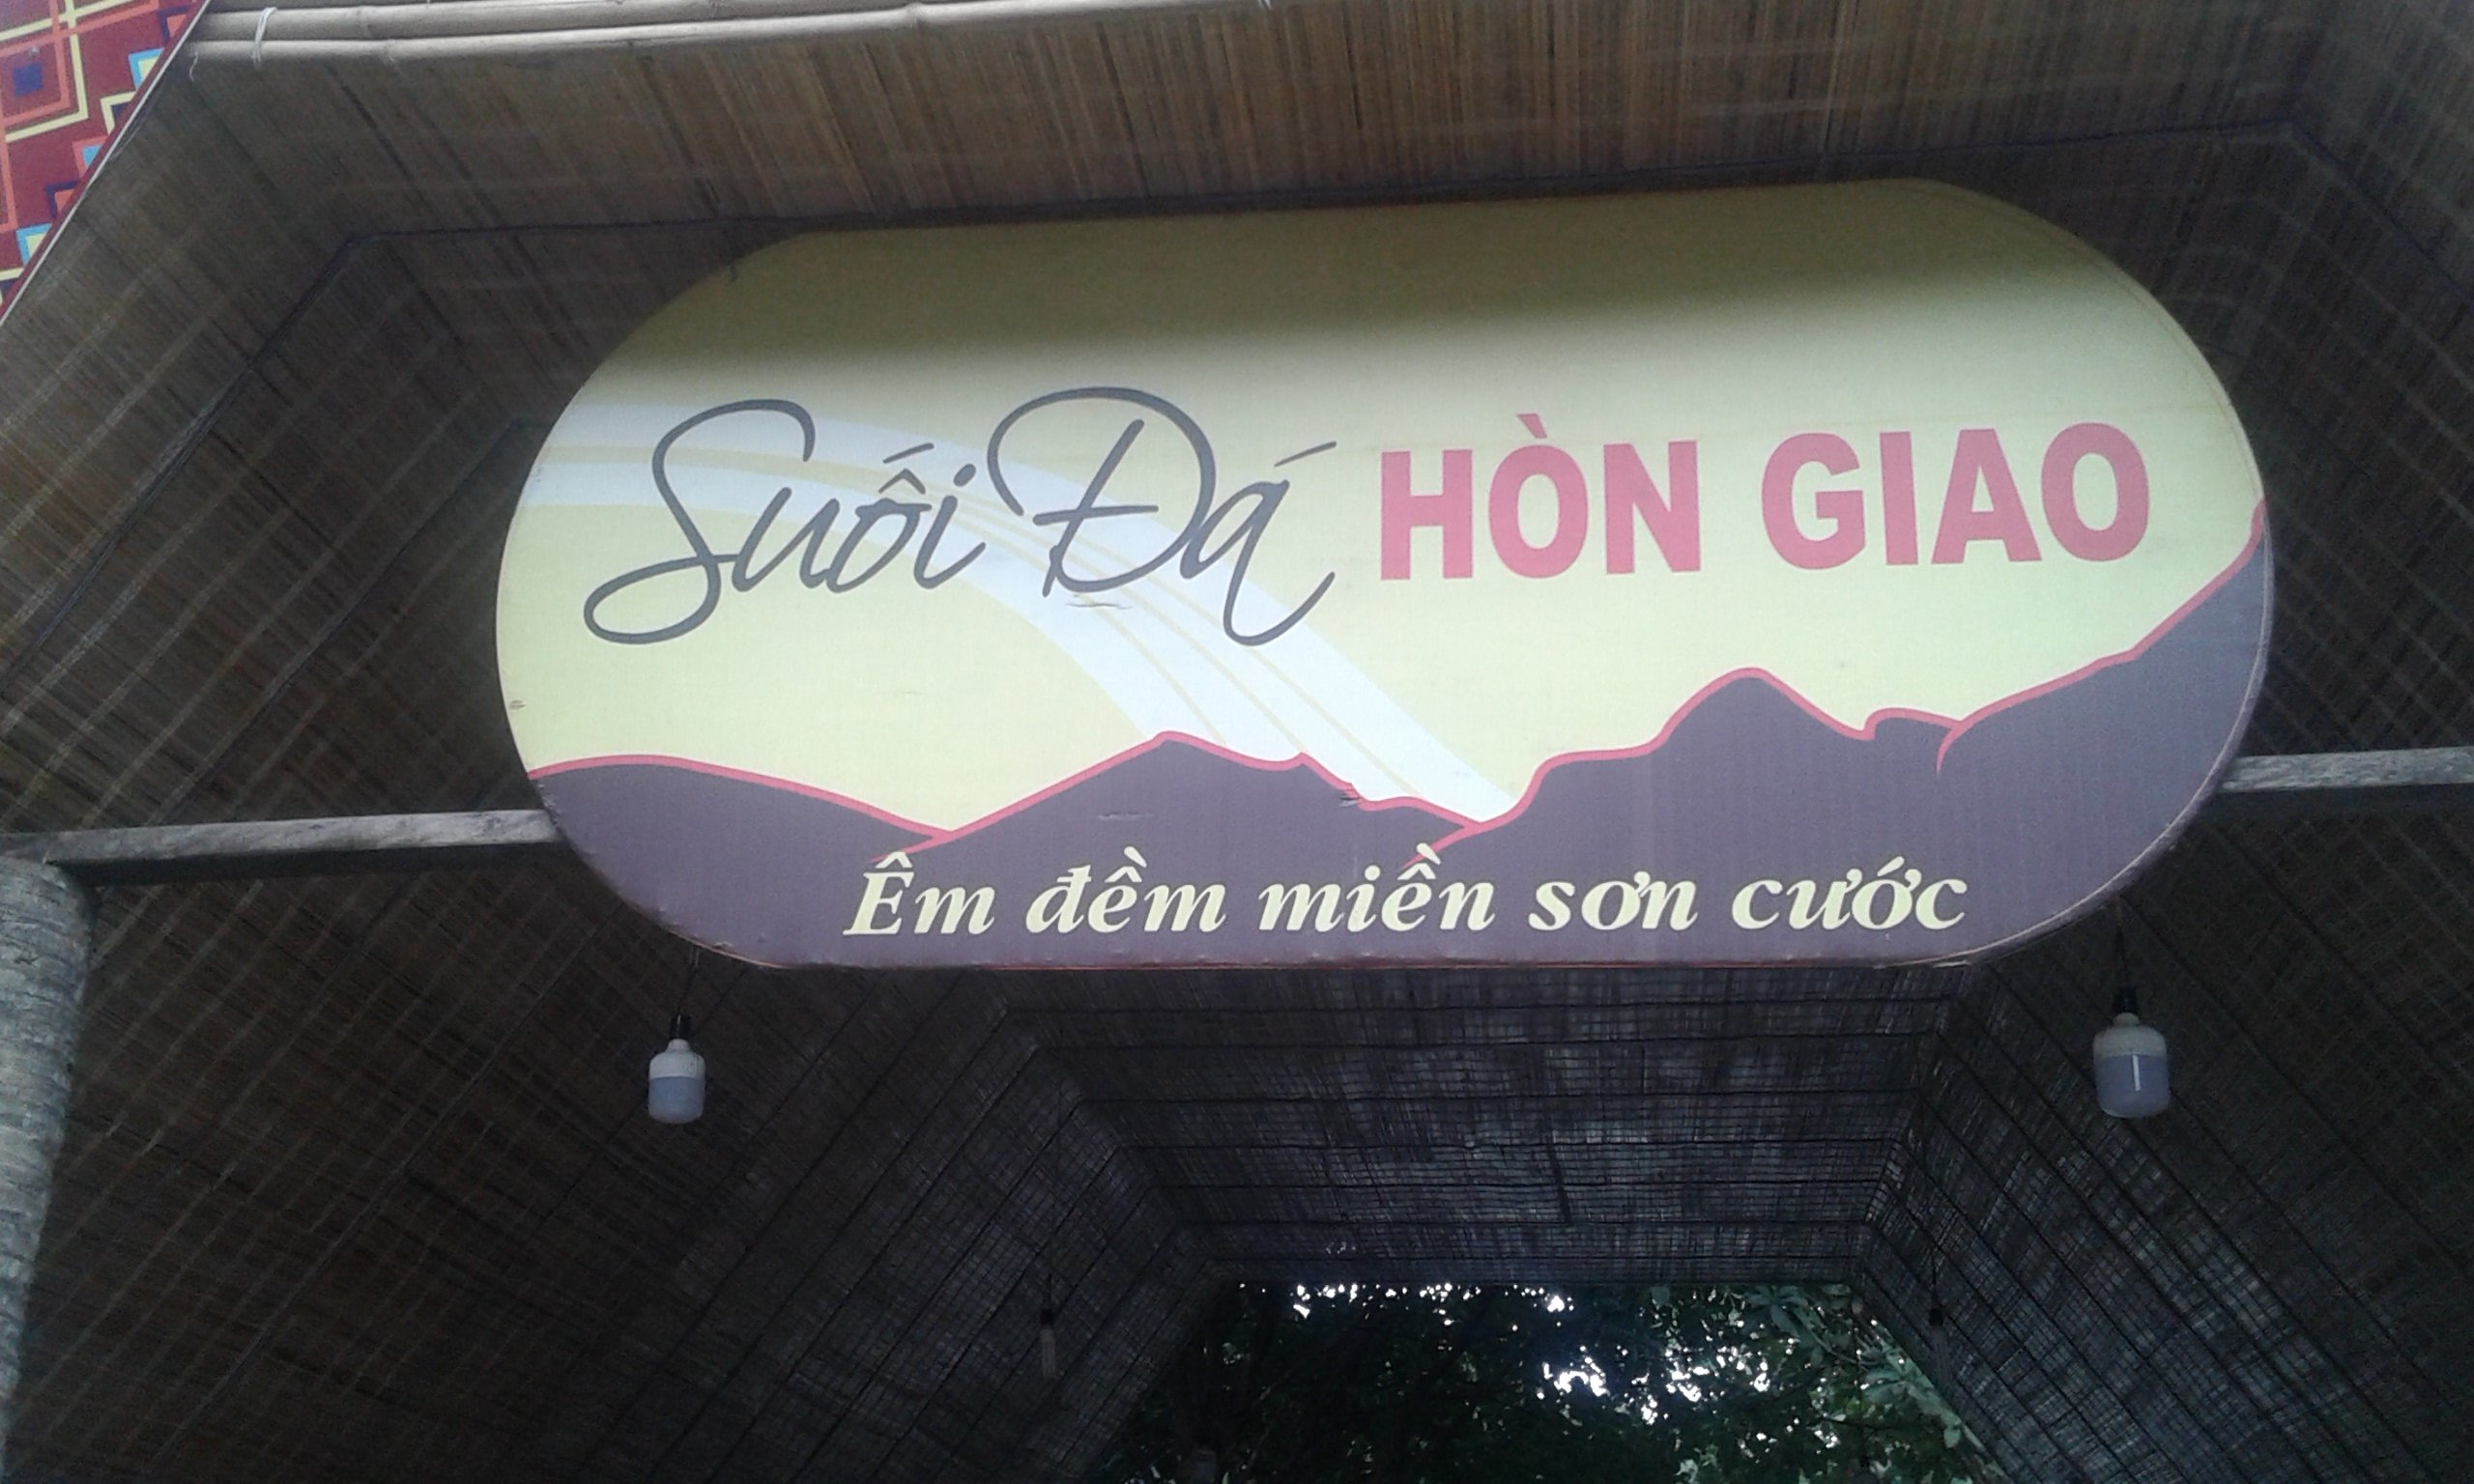 Suối Đá HÒN GIAO
Êm đềm miền sơn cước